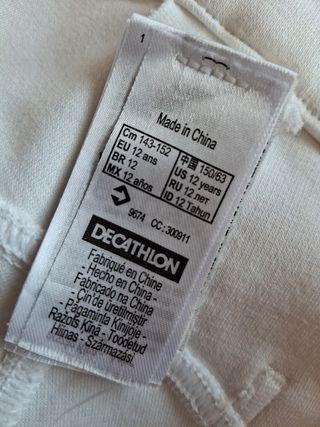 1
Made in China
Cm 143-152
EU 12 ans
BR 12
MX 12 años
中国 150/63
US 12 years
RU 12 лет
ID 12 Tahun
9674 CC : 300911
DECATHLON
Fabriqué en Chine
- Hecho en China -
Fabricado na China
- Çin'de üretilmiştir
- Pagaminta Kinijoje -
Ražots Ķīnā - Toodetud
Hiinas - Származási